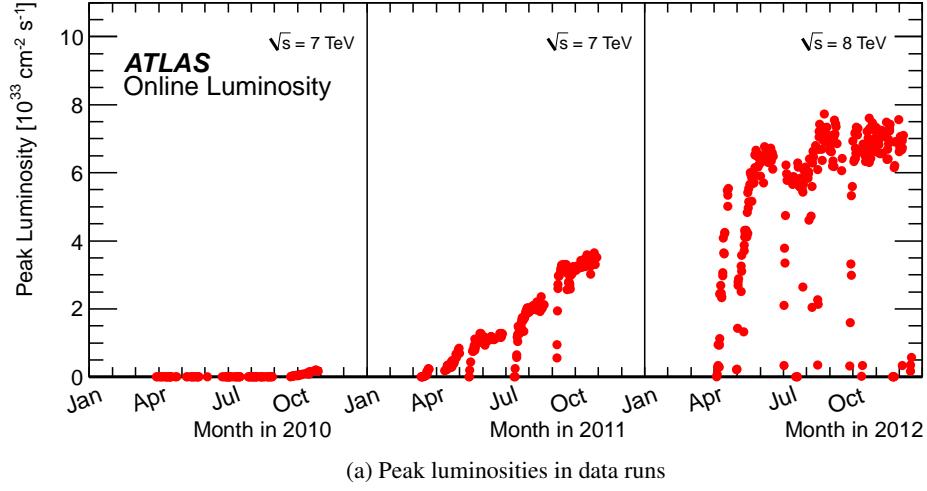 Peak Luminosity [10³³ cm⁻² s⁻¹]
10
8
6
4
2
0
√s = 7 TeV
√s = 7 TeV
√s = 8 TeV
ATLAS
Online Luminosity
Jan Apr Jul Oct Jan Apr Jul Oct Jan Apr Jul Oct
Month in 2010 Month in 2011 Month in 2012
(a) Peak luminosities in data runs